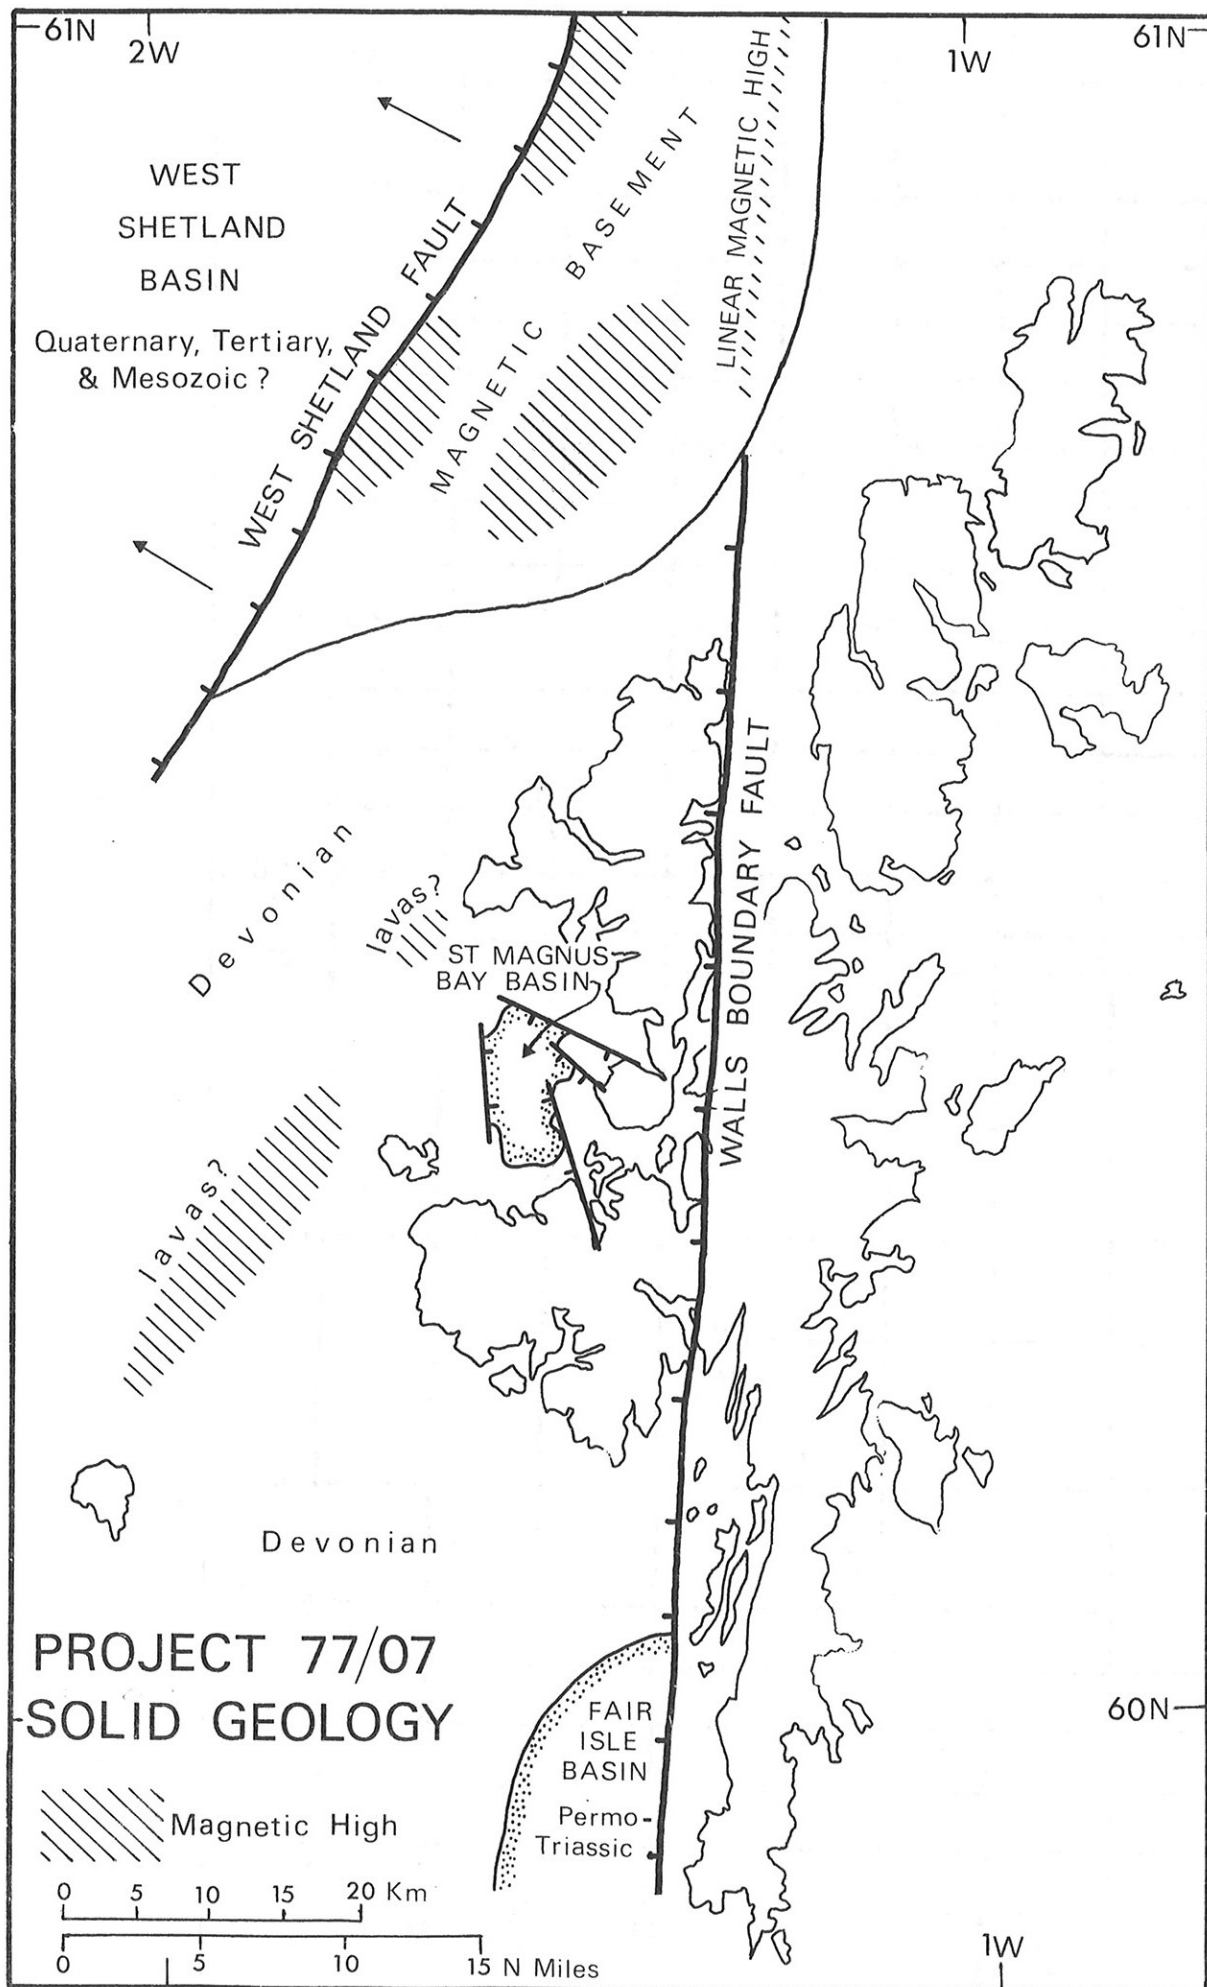 61N
2W
1W
61N
WEST
SHETLAND
BASIN
Quaternary, Tertiary,
& Mesozoic ?
WEST SHETLAND FAULT
MAGNETIC BASEMENT
LINEAR MAGNETIC HIGH
WALLS BOUNDARY FAULT
Devonian
lavas?
ST MAGNUS
BAY BASIN
lavas?
Devonian
PROJECT 77/07
SOLID GEOLOGY
FAIR
ISLE
BASIN
Permo-
Triassic
60N
Magnetic High
0 5 10 15 20 Km
0 5 10 15 N Miles
1W